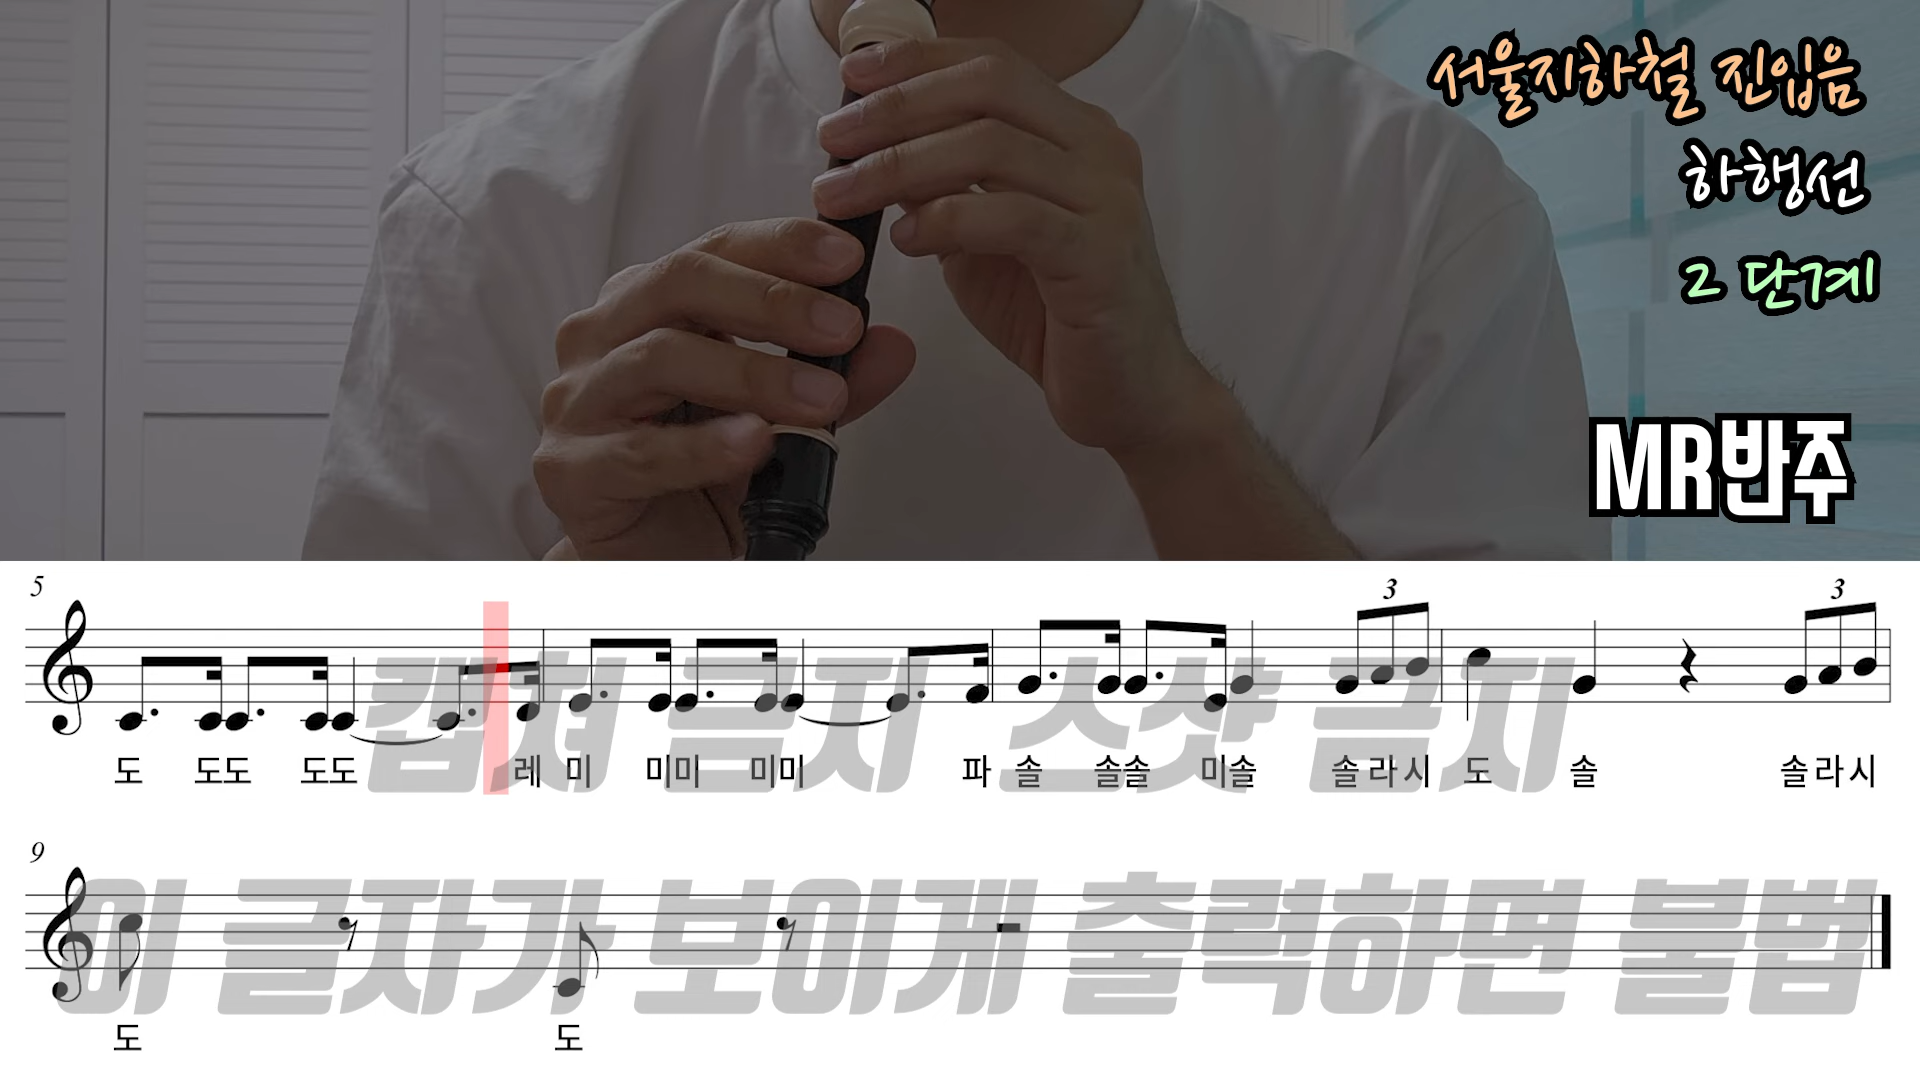 서울지하철 진입음
하행선
2 단계
MR반주
5
3
3
캡쳐 금지 스샷 금지
도 도도 도도 레 미 미미 미미 파 솔 솔솔 미솔 솔라시 도 솔 솔라시
9
이 글자가 보이게 출력하면 불법
도 도